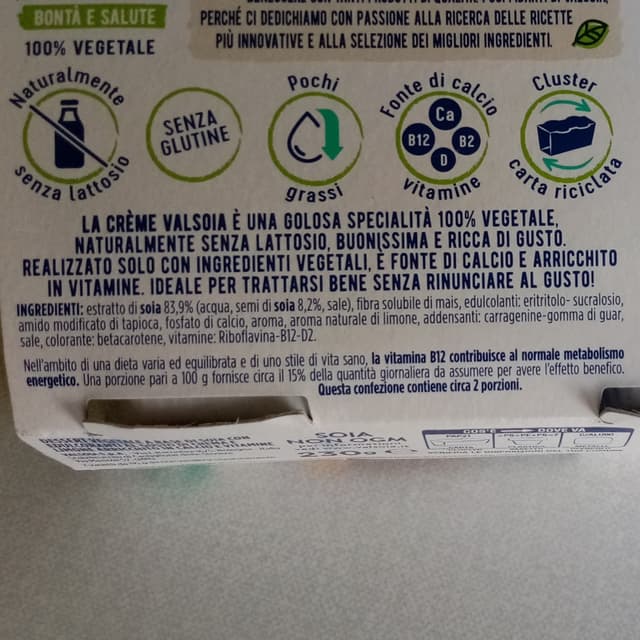 BONTÀ E SALUTE
100% VEGETALE
PERCHÉ CI DEDICHIAMO CON PASSIONE ALLA RICERCA DELLE RICETTE
PIÙ INNOVATIVE E ALLA SELEZIONE DEI MIGLIORI INGREDIENTI.
Naturalmente
senza lattosio
SENZA
GLUTINE
Pochi
grassi
Fonte di calcio
Ca
B12 B2
D
vitamine
Cluster
carta riciclata
LA CRÈME VALSOIA È UNA GOLOSA SPECIALITÀ 100% VEGETALE,
NATURALMENTE SENZA LATTOSIO, BUONISSIMA E RICCA DI GUSTO.
REALIZZATO SOLO CON INGREDIENTI VEGETALI, È FONTE DI CALCIO E ARRICCHITO
IN VITAMINE. IDEALE PER TRATTARSI BENE SENZA RINUNCIARE AL GUSTO!
INGREDIENTI: estratto di soia 83,9% (acqua, semi di soia 8,2%, sale), fibra solubile di mais, edulcolanti: eritritolo- sucralosio,
amido modificato di tapioca, fosfato di calcio, aroma, aroma naturale di limone, addensanti: carragenine-gomma di guar,
sale, colorante: betacarotene, vitamine: Riboflavina-B12-D2.
Nell'ambito di una dieta varia ed equilibrata e di uno stile di vita sano, la vitamina B12 contribuisce al normale metabolismo
energetico. Una porzione pari a 100 g fornisce circa il 15% della quantità giornaliera da assumere per avere l'effetto benefico.
Questa confezione contiene circa 2 porzioni.
SOIA
NON OGM
COS'È DOVE VA